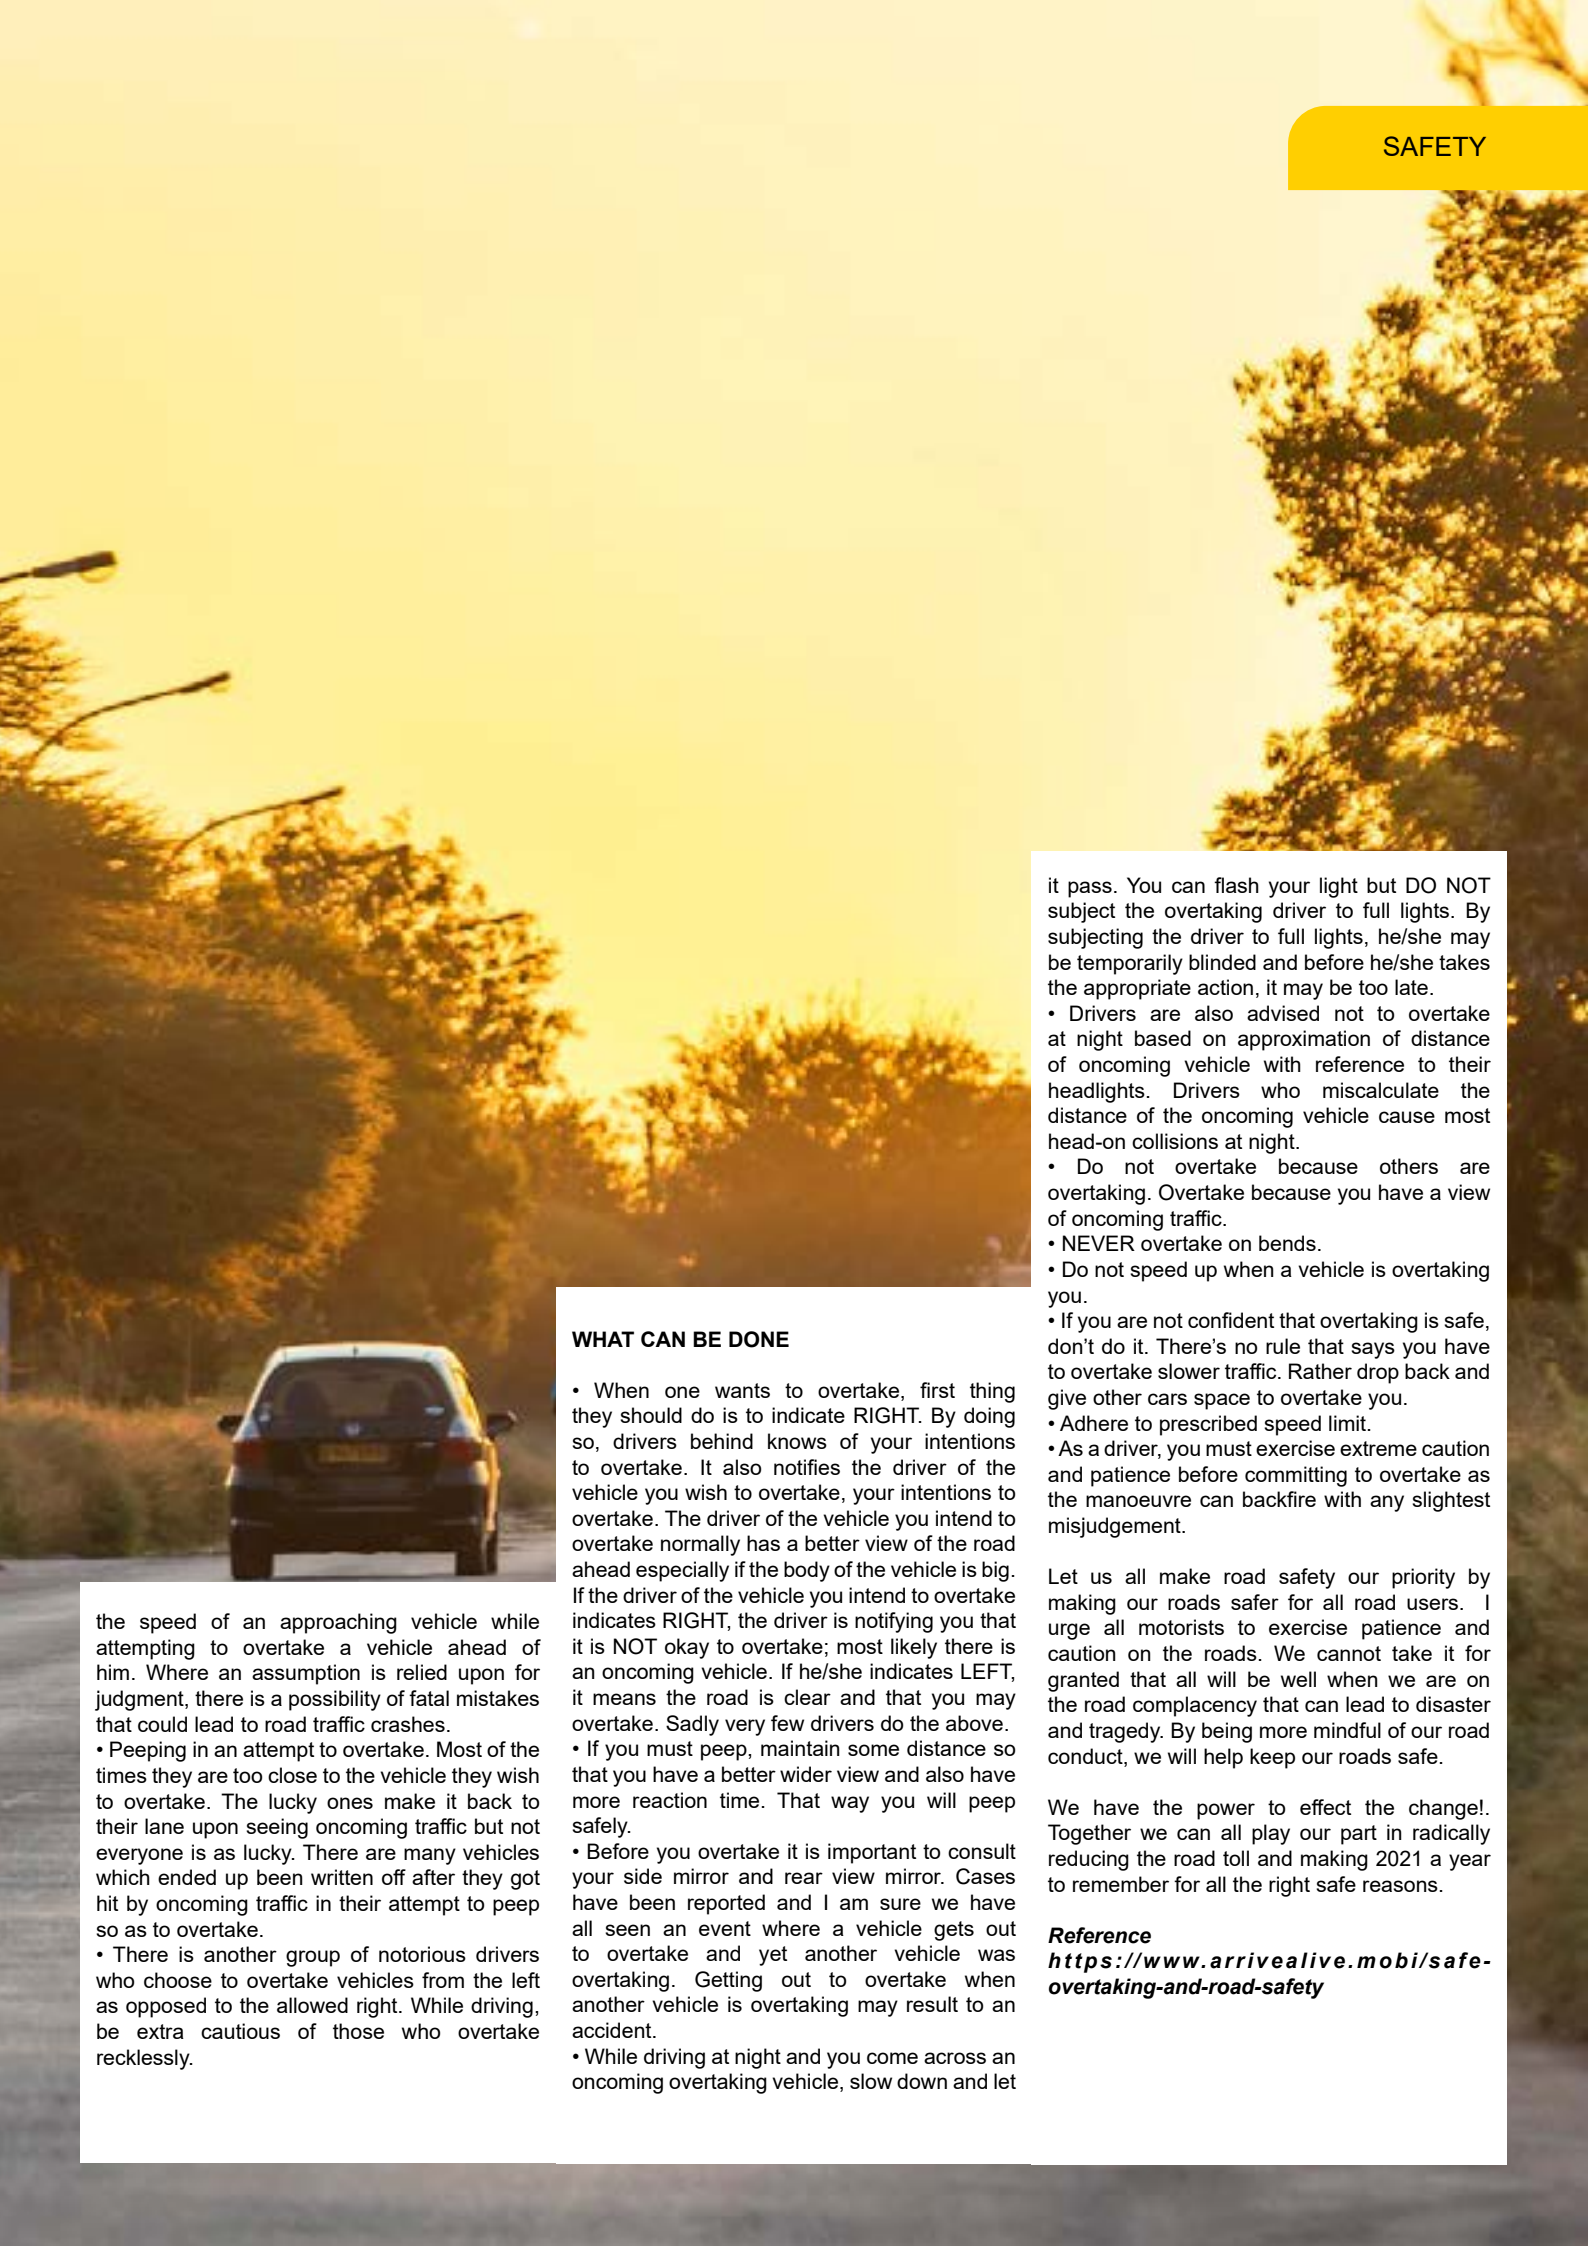 SAFETY
the speed of an approaching vehicle while
attempting to overtake a vehicle ahead of
him. Where an assumption is relied upon for
judgment, there is a possibility of fatal mistakes
that could lead to road traffic crashes.
• Peeping in an attempt to overtake. Most of the
times they are too close to the vehicle they wish
to overtake. The lucky ones make it back to
their lane upon seeing oncoming traffic but not
everyone is as lucky. There are many vehicles
which ended up been written off after they got
hit by oncoming traffic in their attempt to peep
so as to overtake.
• There is another group of notorious drivers
who choose to overtake vehicles from the left
as opposed to the allowed right. While driving,
be extra cautious of those who overtake
recklessly.
WHAT CAN BE DONE
• When one wants to overtake, first thing
they should do is to indicate RIGHT. By doing
so, drivers behind knows of your intentions
to overtake. It also notifies the driver of the
vehicle you wish to overtake, your intentions to
overtake. The driver of the vehicle you intend to
overtake normally has a better view of the road
ahead especially if the body of the vehicle is big.
If the driver of the vehicle you intend to overtake
indicates RIGHT, the driver is notifying you that
it is NOT okay to overtake; most likely there is
an oncoming vehicle. If he/she indicates LEFT,
it means the road is clear and that you may
overtake. Sadly very few drivers do the above.
• If you must peep, maintain some distance so
that you have a better wider view and also have
more reaction time. That way you will peep
safely.
• Before you overtake it is important to consult
your side mirror and rear view mirror. Cases
have been reported and I am sure we have
all seen an event where a vehicle gets out
to overtake and yet another vehicle was
overtaking. Getting out to overtake when
another vehicle is overtaking may result to an
accident.
• While driving at night and you come across an
oncoming overtaking vehicle, slow down and let
it pass. You can flash your light but DO NOT
subject the overtaking driver to full lights. By
subjecting the driver to full lights, he/she may
be temporarily blinded and before he/she takes
the appropriate action, it may be too late.
• Drivers are also advised not to overtake
at night based on approximation of distance
of oncoming vehicle with reference to their
headlights. Drivers who miscalculate the
distance of the oncoming vehicle cause most
head-on collisions at night.
• Do not overtake because others are
overtaking. Overtake because you have a view
of oncoming traffic.
• NEVER overtake on bends.
• Do not speed up when a vehicle is overtaking
you.
• If you are not confident that overtaking is safe,
don’t do it. There’s no rule that says you have
to overtake slower traffic. Rather drop back and
give other cars space to overtake you.
• Adhere to prescribed speed limit.
• As a driver, you must exercise extreme caution
and patience before committing to overtake as
the manoeuvre can backfire with any slightest
misjudgement.
Let us all make road safety our priority by
making our roads safer for all road users. I
urge all motorists to exercise patience and
caution on the roads. We cannot take it for
granted that all will be well when we are on
the road complacency that can lead to disaster
and tragedy. By being more mindful of our road
conduct, we will help keep our roads safe.
We have the power to effect the change!.
Together we can all play our part in radically
reducing the road toll and making 2021 a year
to remember for all the right safe reasons.
Reference
https://www.arrivealive.mobi/safe-
overtaking-and-road-safety